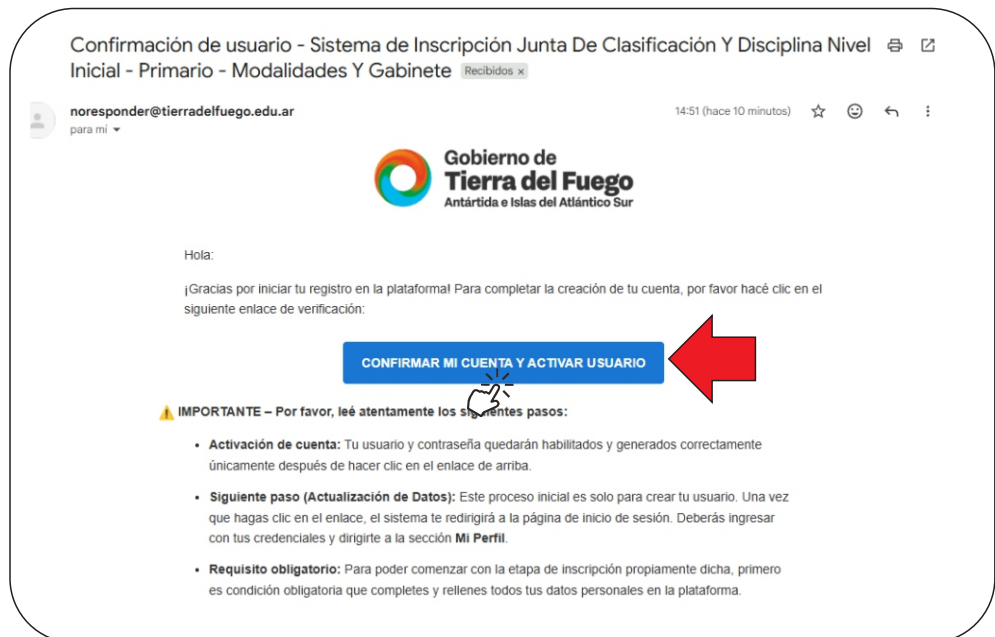 Confirmación de usuario - Sistema de Inscripción Junta De Clasificación Y Disciplina Nivel
Inicial - Primario - Modalidades Y Gabinete Recibidos x
noresponder@tierradelfuego.edu.ar 14:51 (hace 10 minutos)
para mí
Gobierno de
Tierra del Fuego
Antártida e Islas del Atlántico Sur
Hola:
¡Gracias por iniciar tu registro en la plataforma! Para completar la creación de tu cuenta, por favor hacé clic en el
siguiente enlace de verificación:
CONFIRMAR MI CUENTA Y ACTIVAR USUARIO
IMPORTANTE – Por favor, leé atentamente los siguientes pasos:
• Activación de cuenta: Tu usuario y contraseña quedarán habilitados y generados correctamente
únicamente después de hacer clic en el enlace de arriba.
• Siguiente paso (Actualización de Datos): Este proceso inicial es solo para crear tu usuario. Una vez
que hagas clic en el enlace, el sistema te redirigirá a la página de inicio de sesión. Deberás ingresar
con tus credenciales y dirigirte a la sección Mi Perfil.
• Requisito obligatorio: Para poder comenzar con la etapa de inscripción propiamente dicha, primero
es condición obligatoria que completes y rellenes todos tus datos personales en la plataforma.